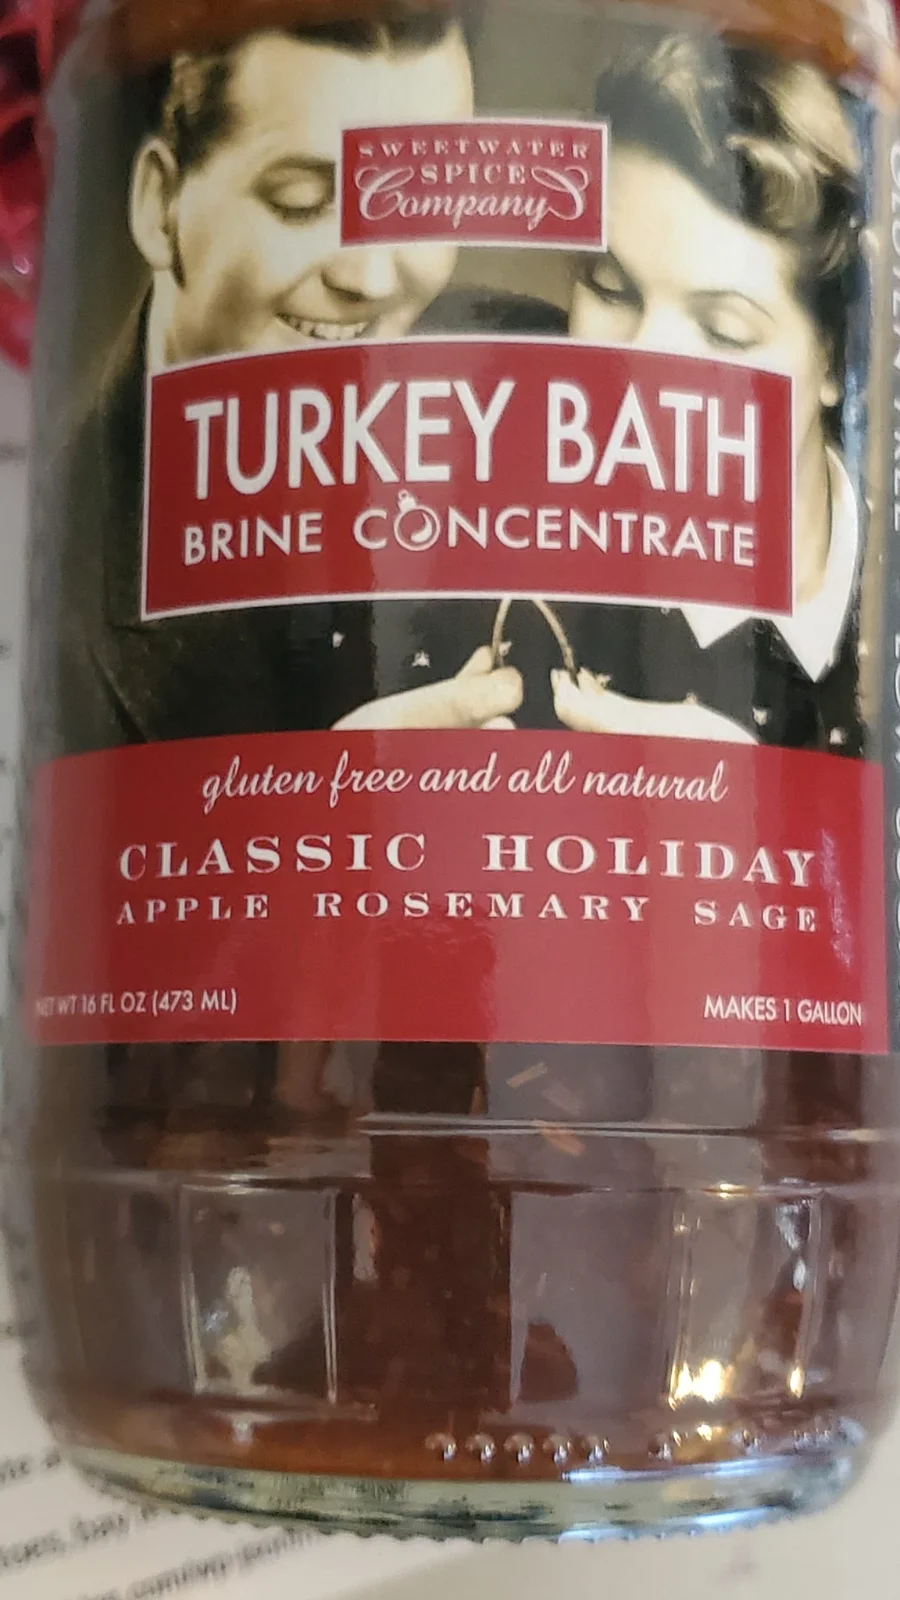 SWEETWATER
SPICE
Company
TURKEY BATH
BRINE CONCENTRATE
gluten free and all natural
CLASSIC HOLIDAY
APPLE ROSEMARY SAGE
NET WT 16 FL OZ (473 ML)
MAKES 1 GALLON